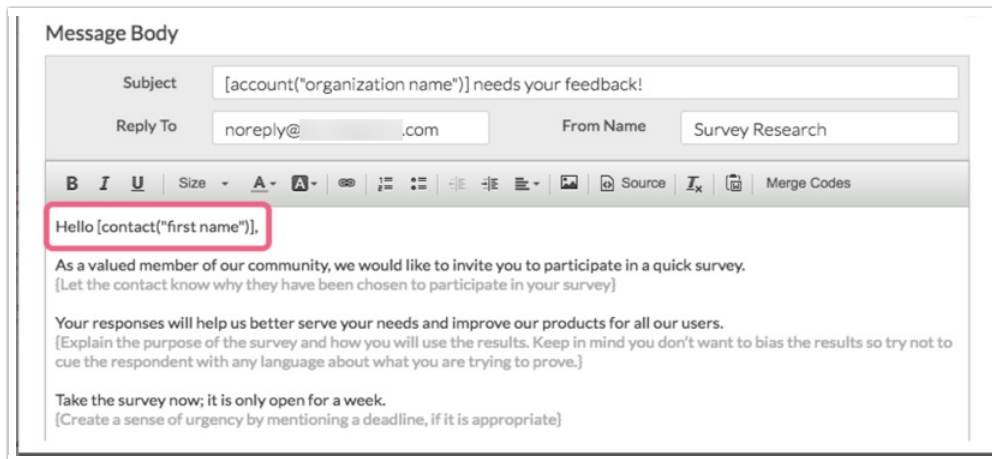 Message Body
Subject [account("organization name")] needs your feedback!
Reply To noreply@ .com From Name Survey Research
B I U Size A A Source Tx Merge Codes
Hello [contact("first name")],
As a valued member of our community, we would like to invite you to participate in a quick survey.
{Let the contact know why they have been chosen to participate in your survey}
Your responses will help us better serve your needs and improve our products for all our users.
{Explain the purpose of the survey and how you will use the results. Keep in mind you don't want to bias the results so try not to
cue the respondent with any language about what you are trying to prove.}
Take the survey now; it is only open for a week.
{Create a sense of urgency by mentioning a deadline, if it is appropriate}